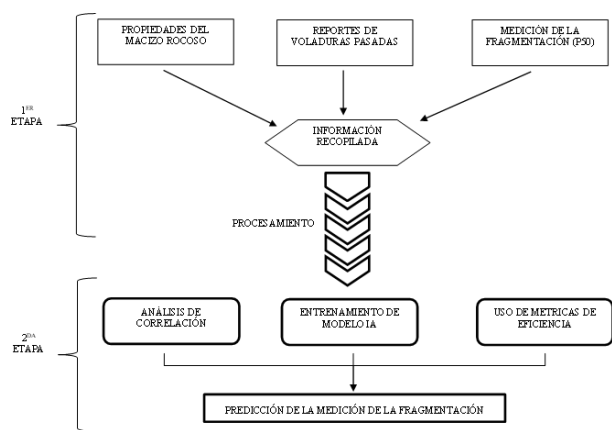 PROPIEDADES DEL
MACIZO ROCOSO
REPORTES DE
VOLADURAS PASADAS
MEDICIÓN DE LA
FRAGMENTACIÓN (P50)
1ER
ETAPA
INFORMACIÓN
RECOPILADA
PROCESAMIENTO
2DA
ETAPA
ANÁLISIS DE
CORRELACIÓN
ENTRENAMIENTO DE
MODELO IA
USO DE METRICAS DE
EFICIENCIA
PREDICCIÓN DE LA MEDICIÓN DE LA FRAGMENTACIÓN